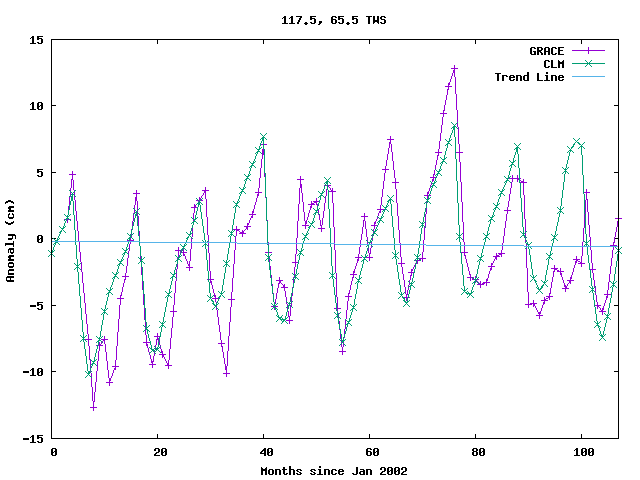 117.5, 65.5 TWS
GRACE
CLM
Trend Line
Anomaly (cm)
15
10
5
0
-5
-10
-15
0 20 40 60 80 100
Months since Jan 2002